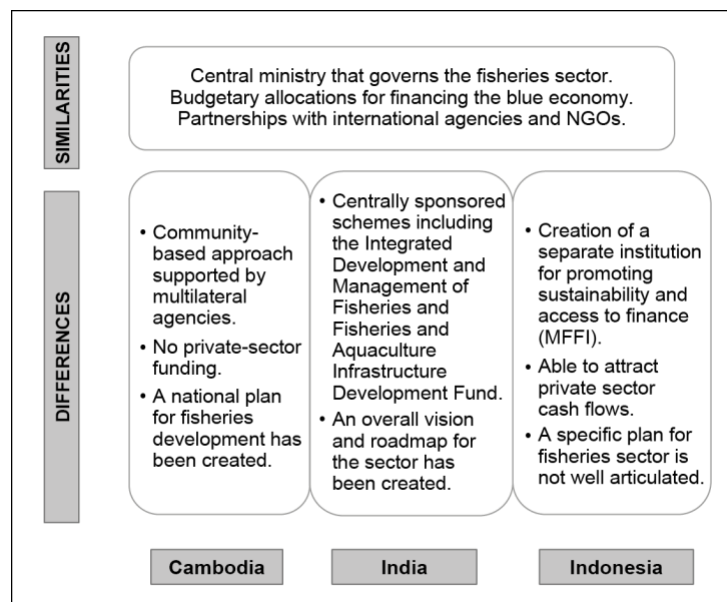 SIMILARITIES
Central ministry that governs the fisheries sector.
Budgetary allocations for financing the blue economy.
Partnerships with international agencies and NGOs.
DIFFERENCES
• Community-
based approach
supported by
multilateral
agencies.
• No private-sector
funding.
• A national plan
for fisheries
development has
been created.
• Centrally sponsored
schemes including
the Integrated
Development and
Management of
Fisheries and
Fisheries and
Aquaculture
Infrastructure
Development Fund.
• An overall vision
and roadmap for
the sector has
been created.
• Creation of a
separate institution
for promoting
sustainability and
access to finance
(MFFI).
• Able to attract
private sector
cash flows.
• A specific plan for
fisheries sector is
not well articulated.
Cambodia
India
Indonesia